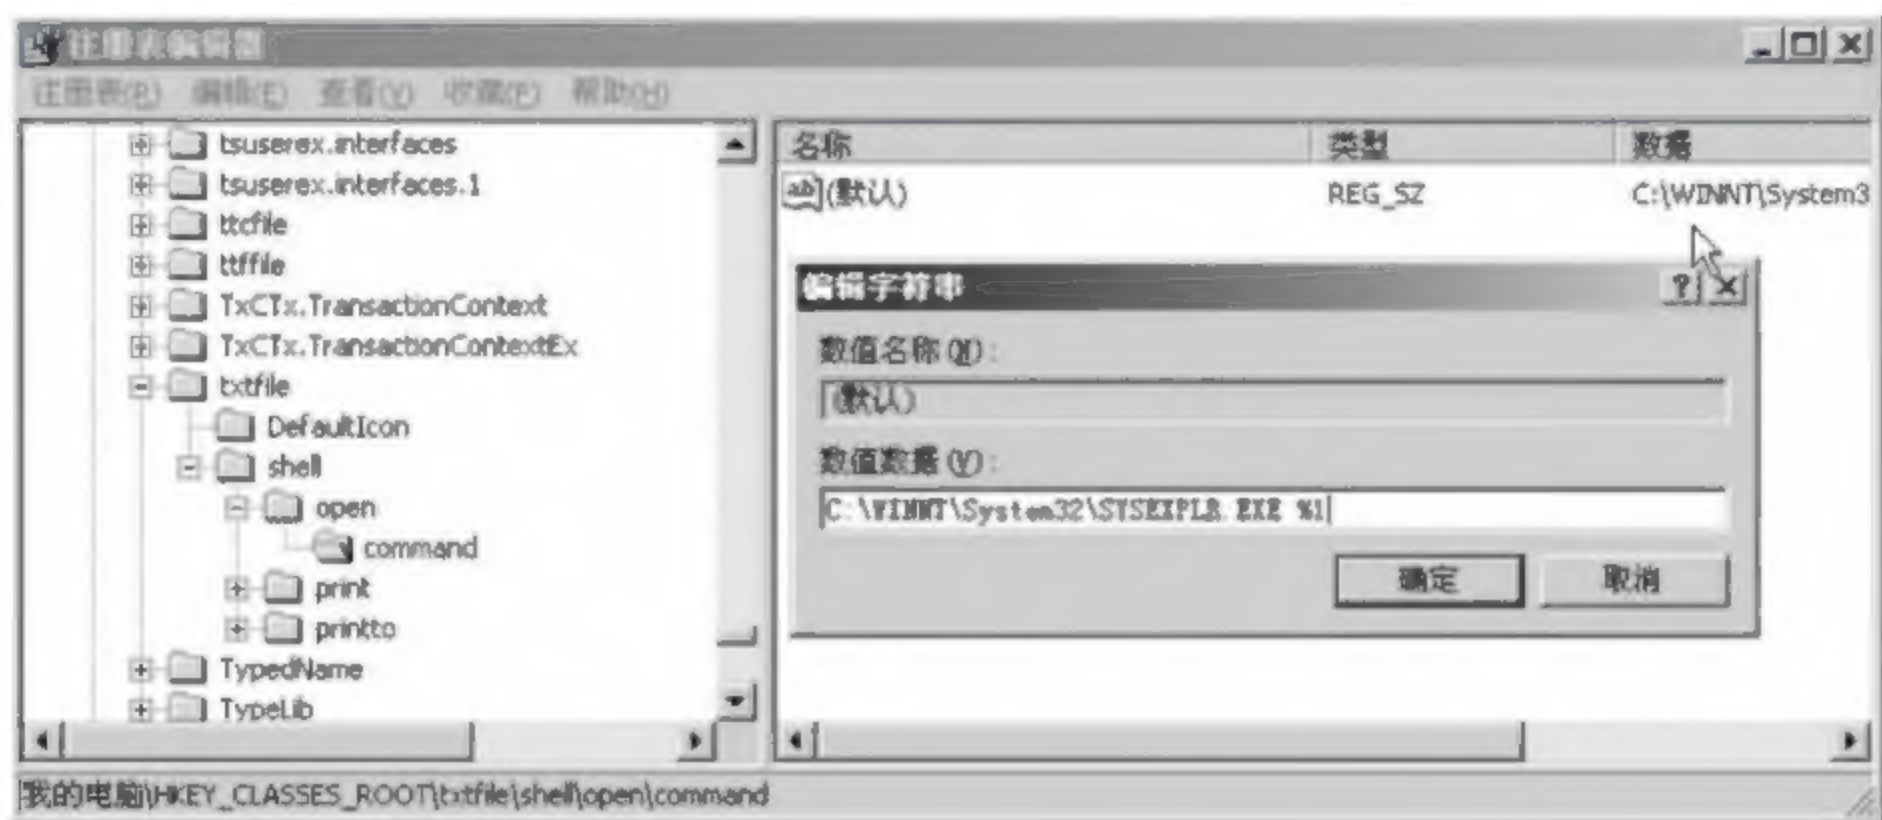 注册表编辑器
注册表(R) 编辑(E) 查看(V) 收藏(F) 帮助(H)
tsuserex.interfaces
tsuserex.interfaces.1
ttcfile
ttffile
TxCTx.TransactionContext
TxCTx.TransactionContextEx
txtfile
DefaultIcon
shell
open
command
print
printto
TypedName
TypeLib
名称 类型 数据
ab (默认) REG_SZ C:\WINNT\System3
编辑字符串
数值名称(N):
(默认)
数值数据(V):
C:\WINNT\System32\SYSEXPLR.EXE %1
确定 取消
我的电脑\HKEY_CLASSES_ROOT\txtfile\shell\open\command